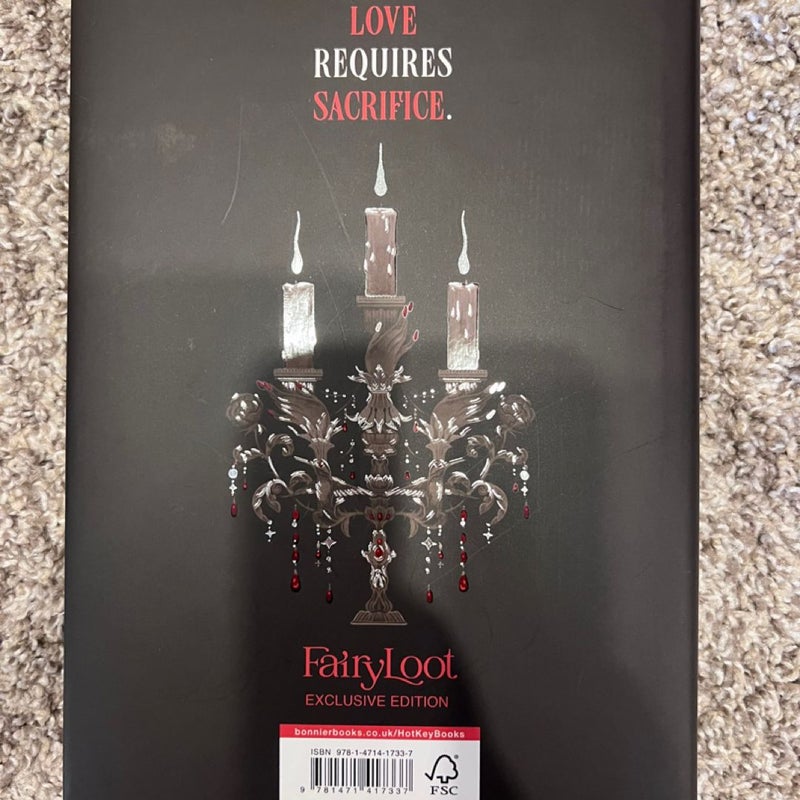 LOVE
REQUIRES
SACRIFICE.
FairyLoot
EXCLUSIVE EDITION
bonnierbooks.co.uk/HotKeyBooks
ISBN 978-1-4714-1733-7
9 781471 417337
FSC